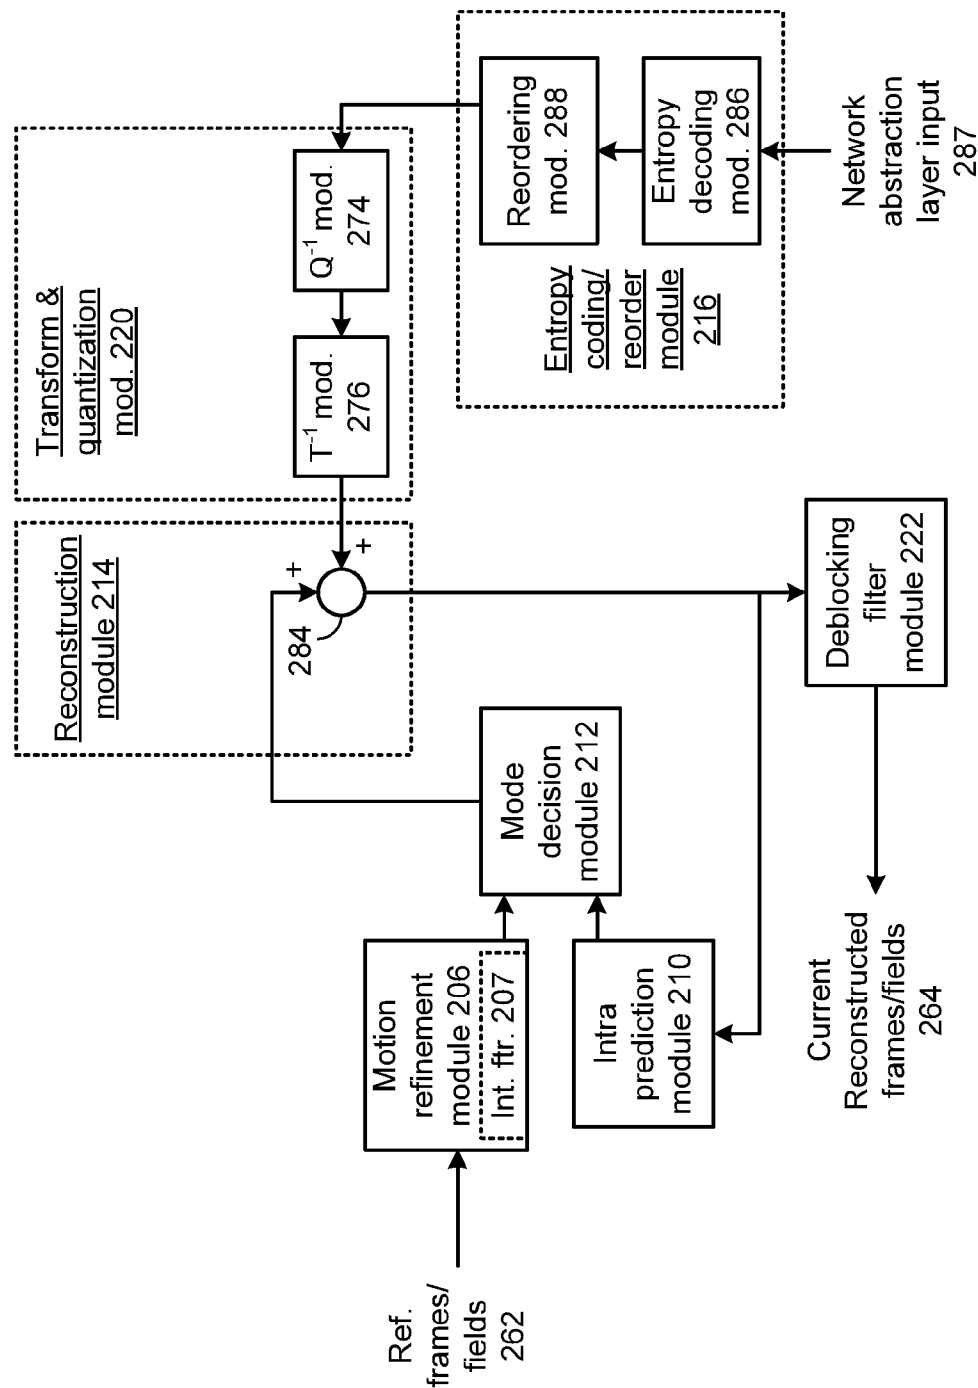 Ref.
frames/
fields
262
Motion
refinement
module 206
Int. ftr. 207
Intra
prediction
module 210
Mode
decision
module 212
Reconstruction
module 214
284
+
+
Transform &
quantization
mod. 220
T⁻¹ mod.
276
Q⁻¹ mod.
274
Current
Reconstructed
frames/fields
264
Deblocking
filter
module 222
Entropy
coding/
reorder
module
216
Reordering
mod. 288
Entropy
decoding
mod. 286
Network
abstraction
layer input
287